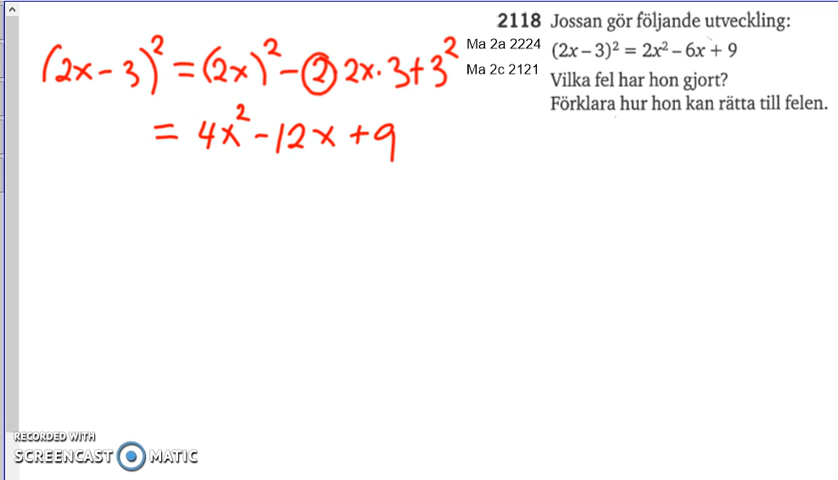 (2x - 3)² = (2x)² - 2 2x · 3 + 3²
= 4x² - 12x + 9
2118 Jossan gör följande utveckling:
Ma 2a 2224 (2x – 3)² = 2x² – 6x + 9
Ma 2c 2121
Vilka fel har hon gjort?
Förklara hur hon kan rätta till felen.
RECORDED WITH
SCREENCAST MATIC